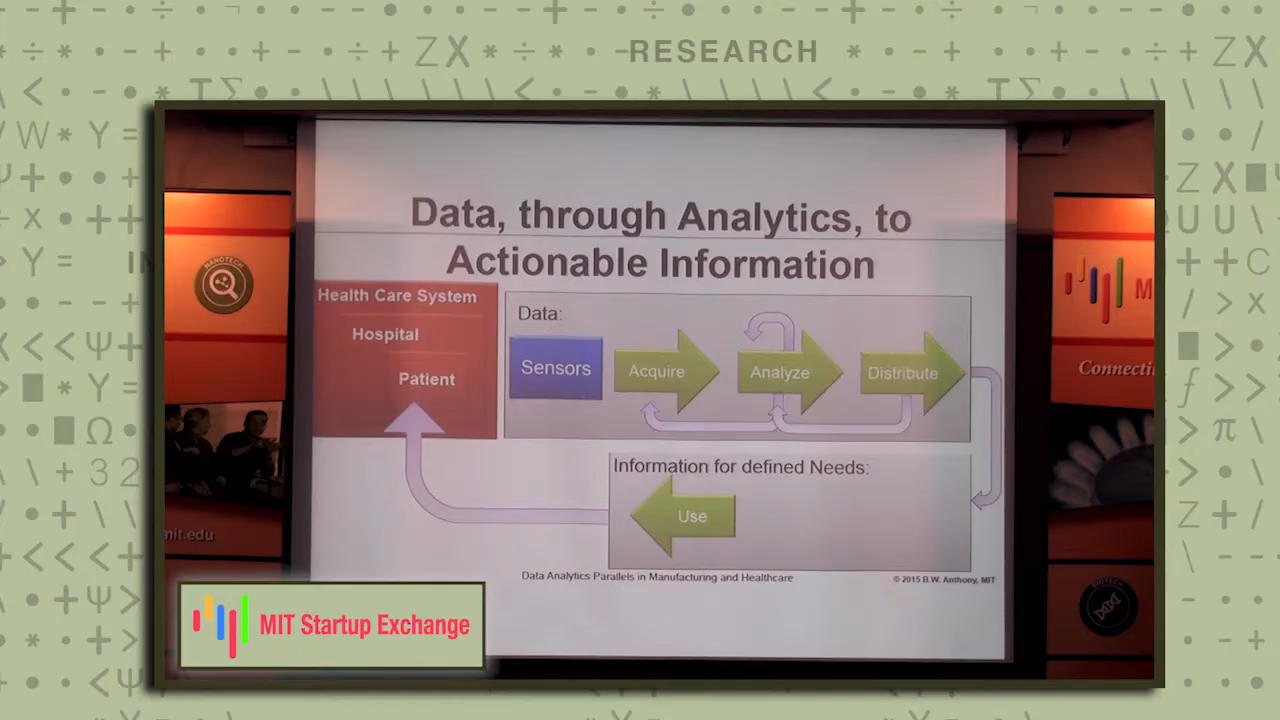 RESEARCH
Data, through Analytics, to
Actionable Information
Health Care System
Hospital
Patient
Data:
Sensors
Acquire
Analyze
Distribute
Information for defined Needs:
Use
Data Analytics Parallels in Manufacturing and Healthcare
© 2015 B.W. Anthony, MIT
NANOTECH
mit.edu
M
Connecti
BIOTECH
MIT Startup Exchange